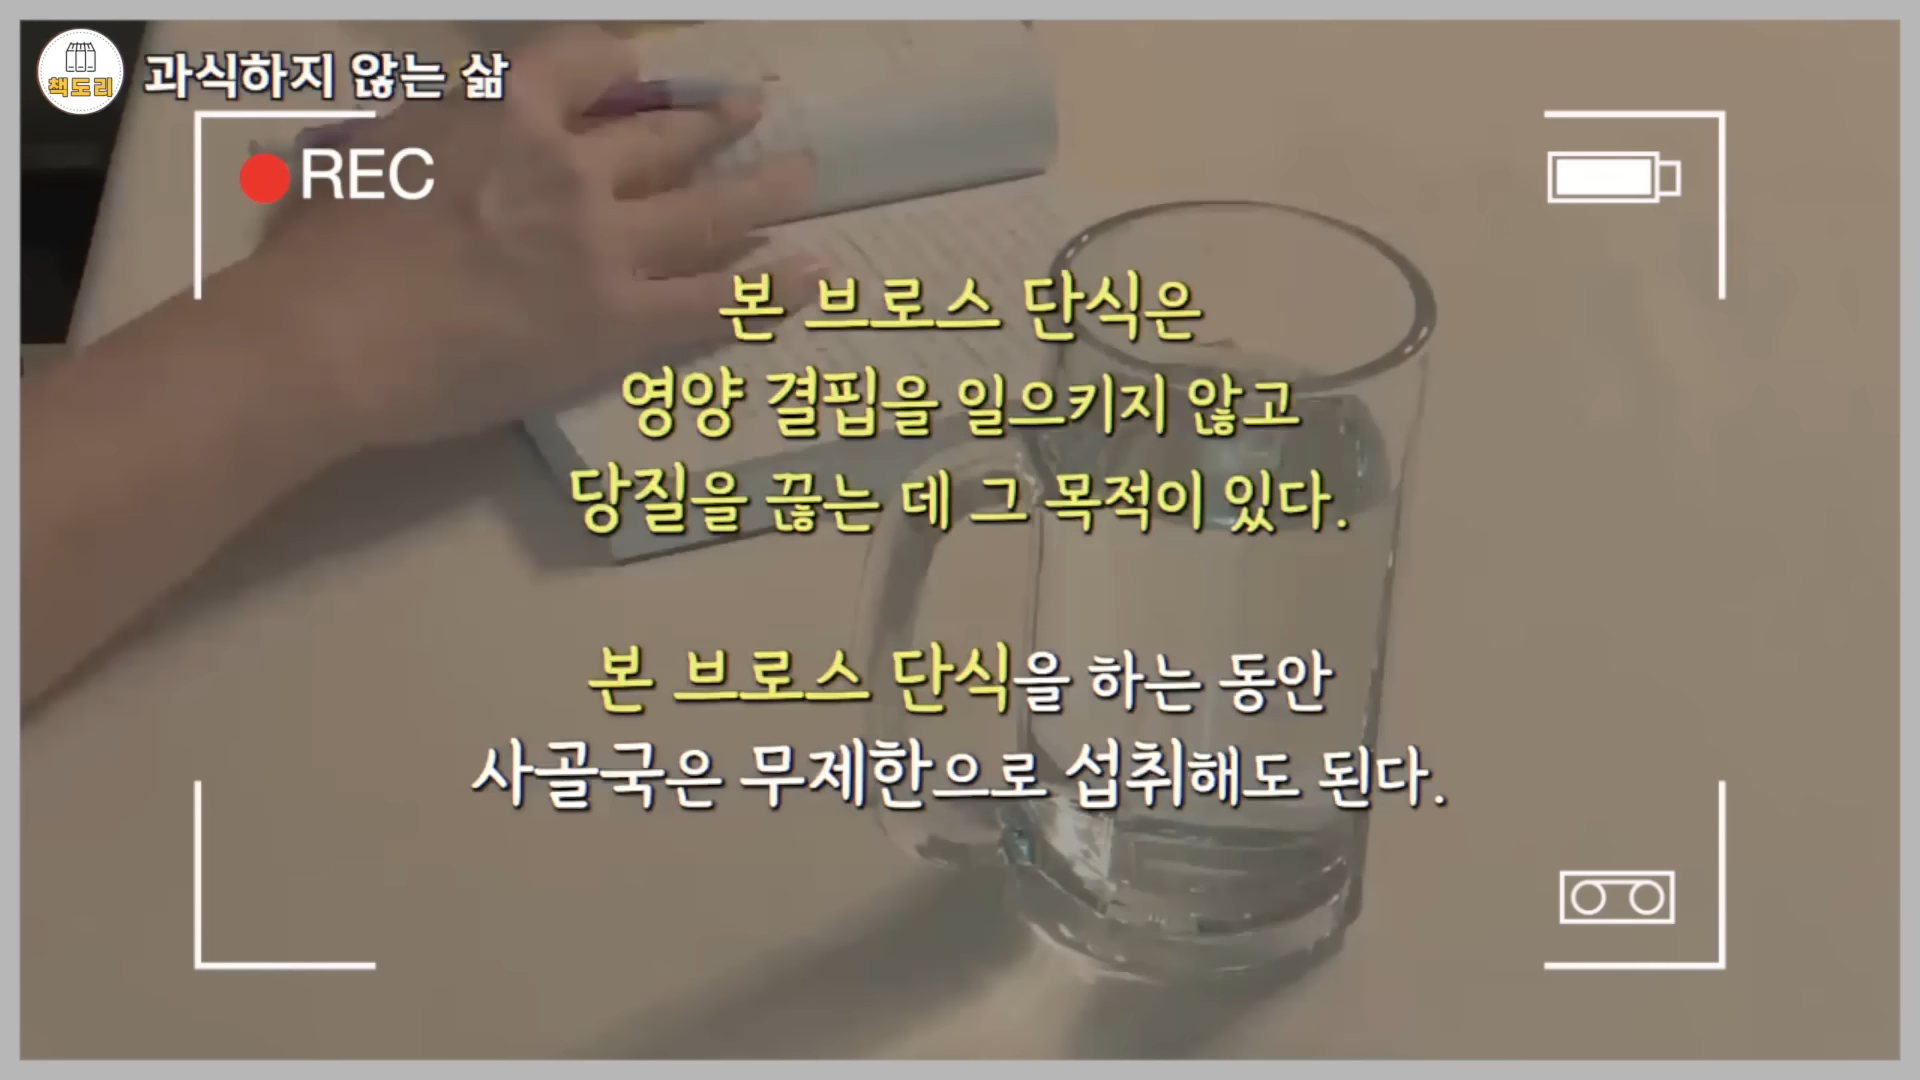 책도리
과식하지 않는 삶
REC
본 브로스 단식은
영양 결핍을 일으키지 않고
당질을 끊는 데 그 목적이 있다.
본 브로스 단식을 하는 동안
사골국은 무제한으로 섭취해도 된다.